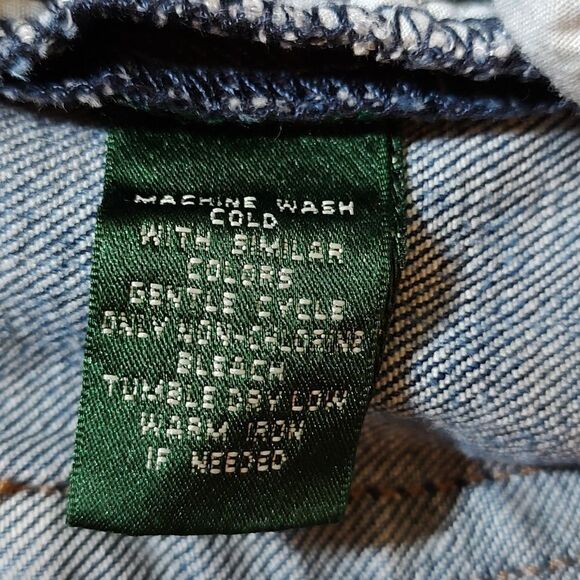 MACHINE WASH
COLD
WITH SIMILAR
COLORS
GENTLE CYCLE
ONLY NON-CHLORINE
BLEACH
TUMBLE DRY LOW
WARM IRON
IF NEEDED